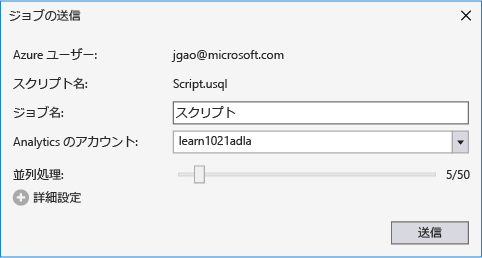 ジョブの送信
Azure ユーザー: jgao@microsoft.com
スクリプト名: Script.usql
ジョブ名: スクリプト
Analytics のアカウント: learn1021adla
並列処理: 5/50
詳細設定
送信